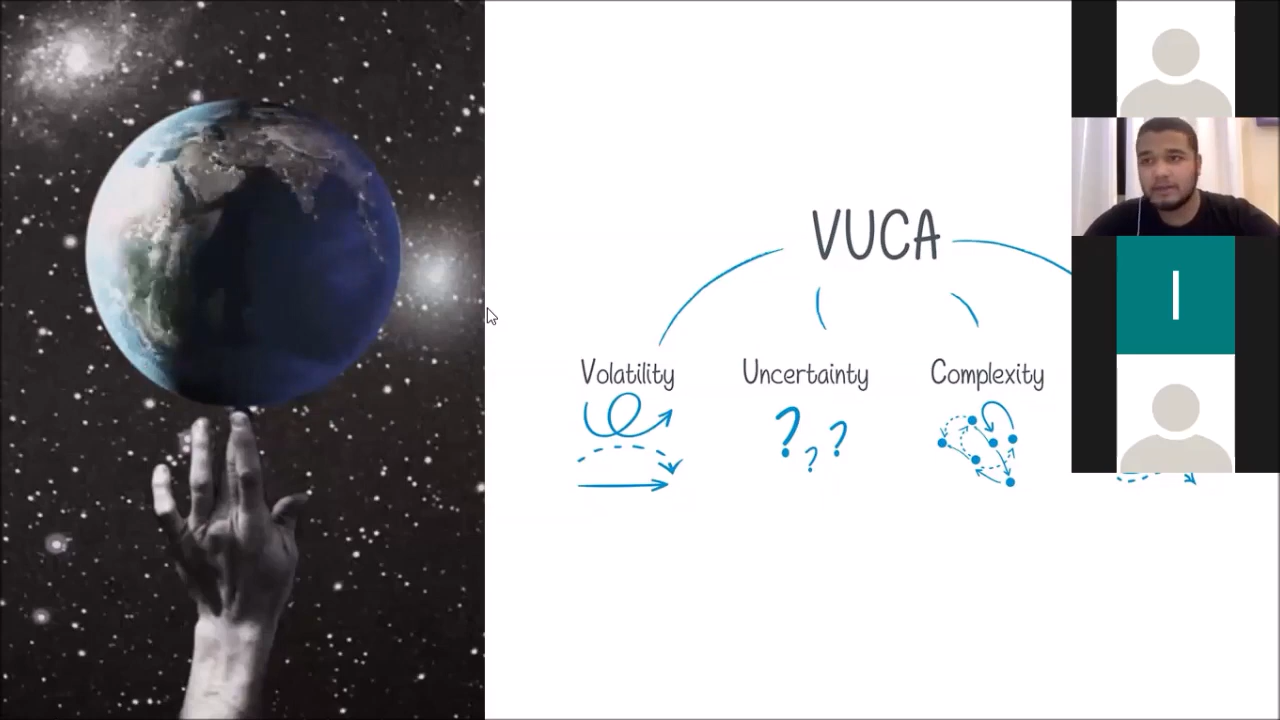 VUCA
Volatility
Uncertainty
Complexity
? ? ?
I